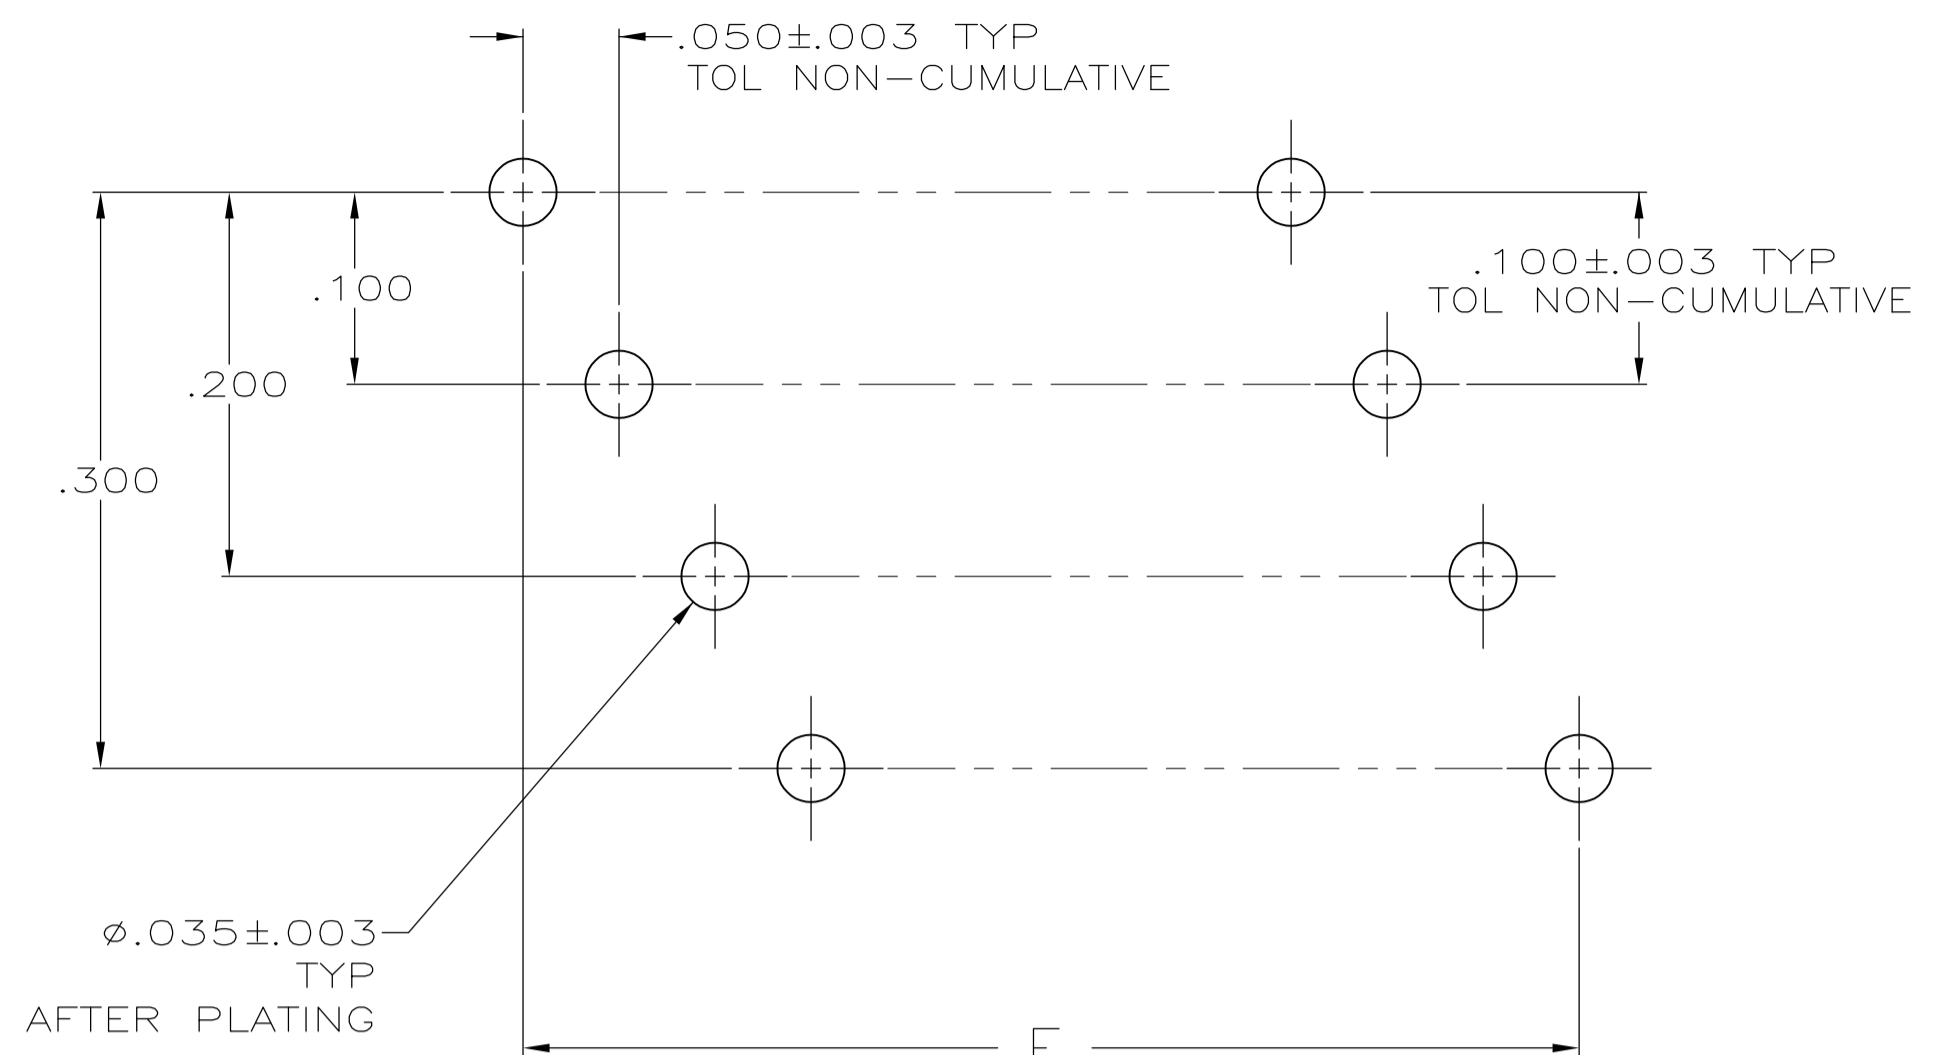 .050±.003 TYP
TOL NON-CUMULATIVE
.100
.100±.003 TYP
TOL NON-CUMULATIVE
.200
.300
⌀.035±.003
TYP
AFTER PLATING